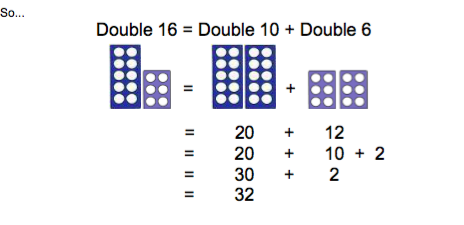 So...
Double 16 = Double 10 + Double 6
= +
= 20 + 12
= 20 + 10 + 2
= 30 + 2
= 32